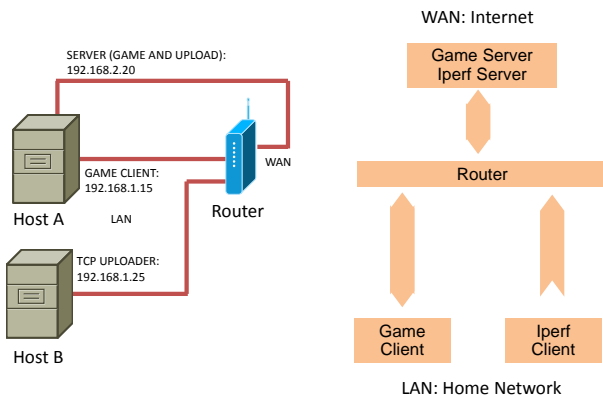 SERVER (GAME AND UPLOAD):
192.168.2.20
WAN
GAME CLIENT:
192.168.1.15
Host A
LAN
Router
TCP UPLOADER:
192.168.1.25
Host B
WAN: Internet
Game Server
Iperf Server
Router
Game
Client
Iperf
Client
LAN: Home Network